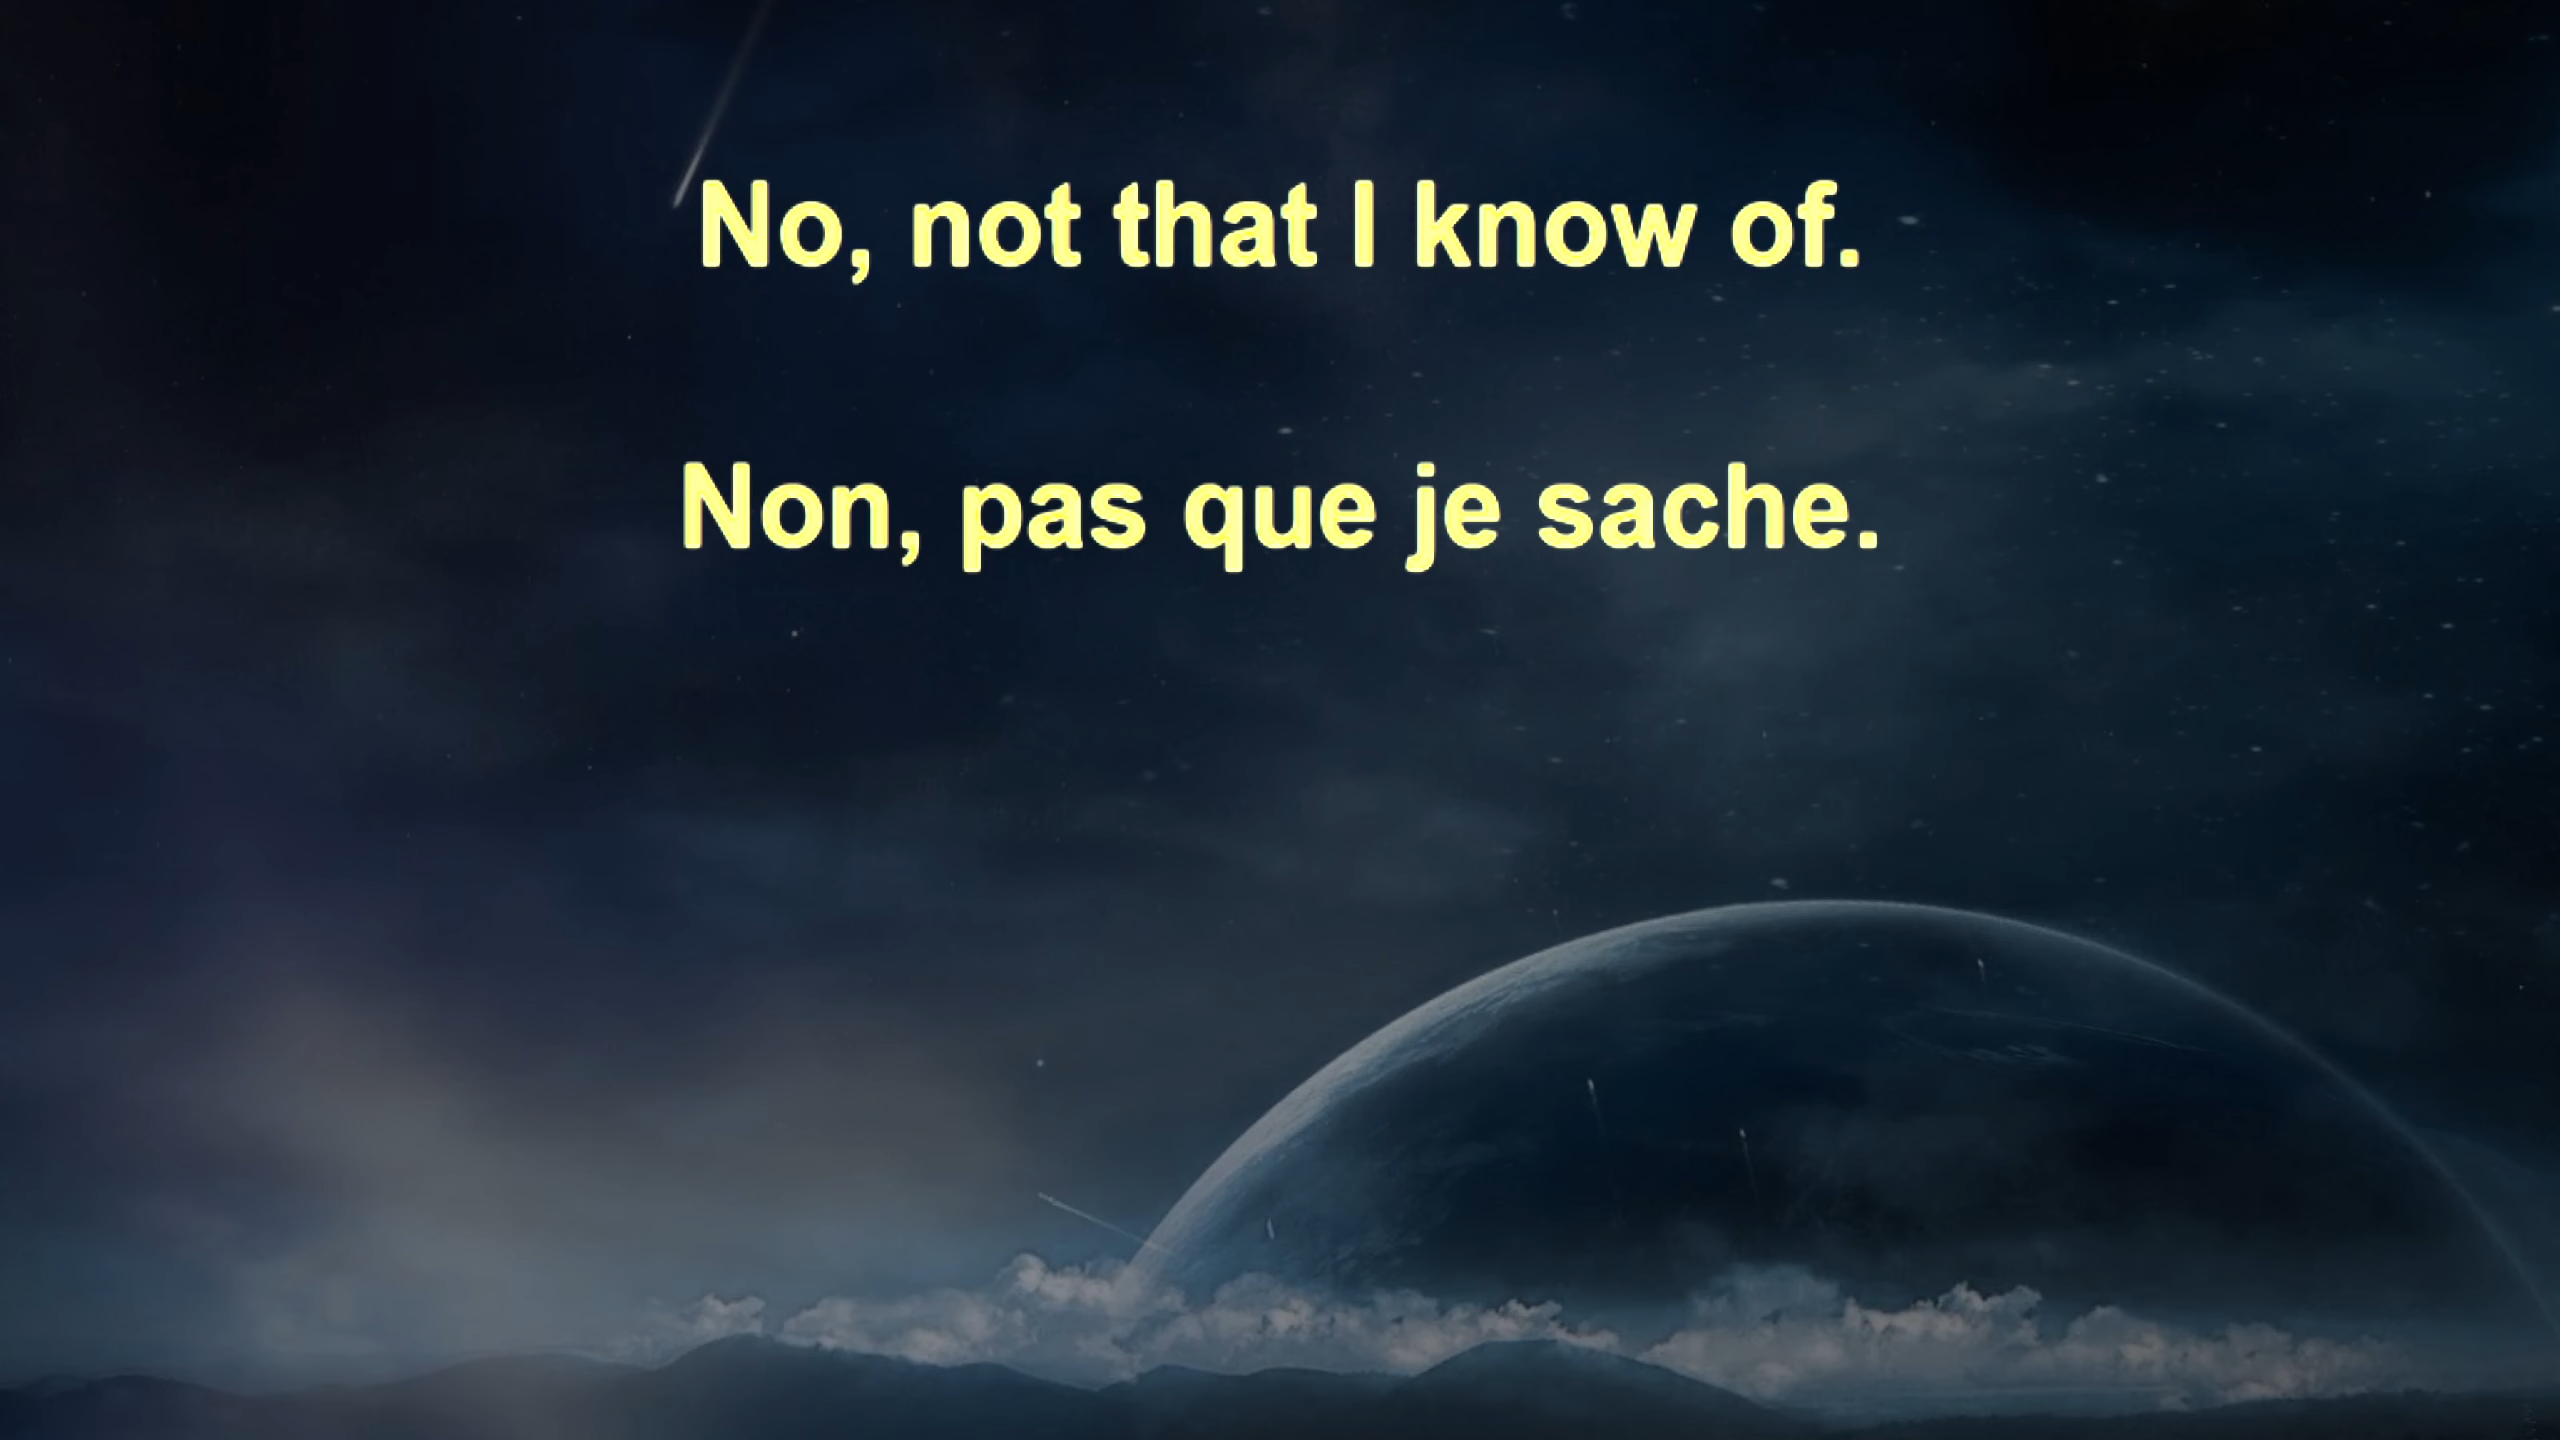 No, not that I know of.
Non, pas que je sache.